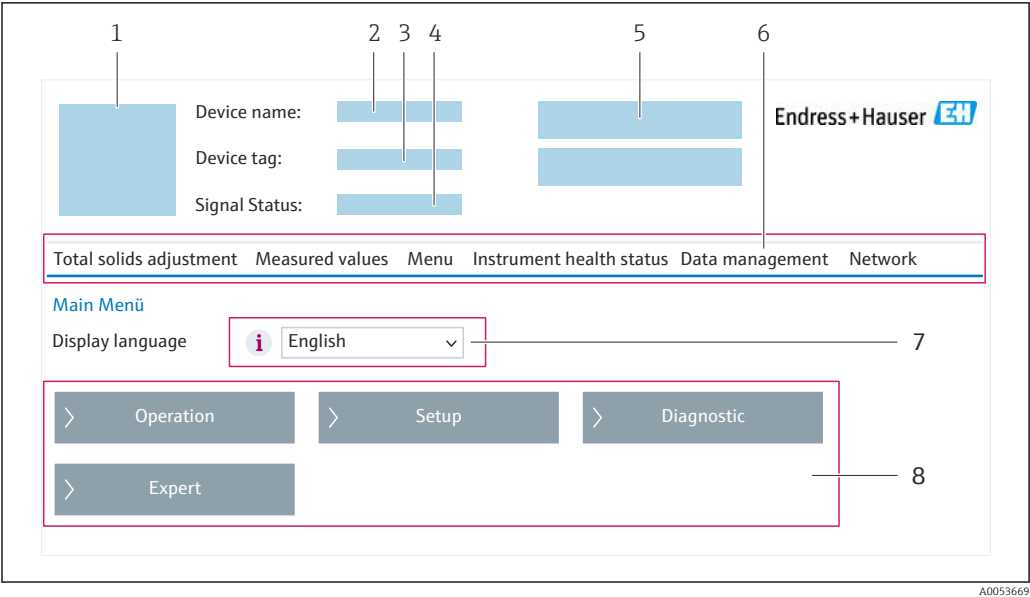 1 2 3 4 5 6
Device name:
Endress+Hauser EH
Device tag:
Signal Status:
Total solids adjustment Measured values Menu Instrument health status Data management Network
Main Menü
Display language i English 7
Operation Setup Diagnostic
Expert 8
A0053669